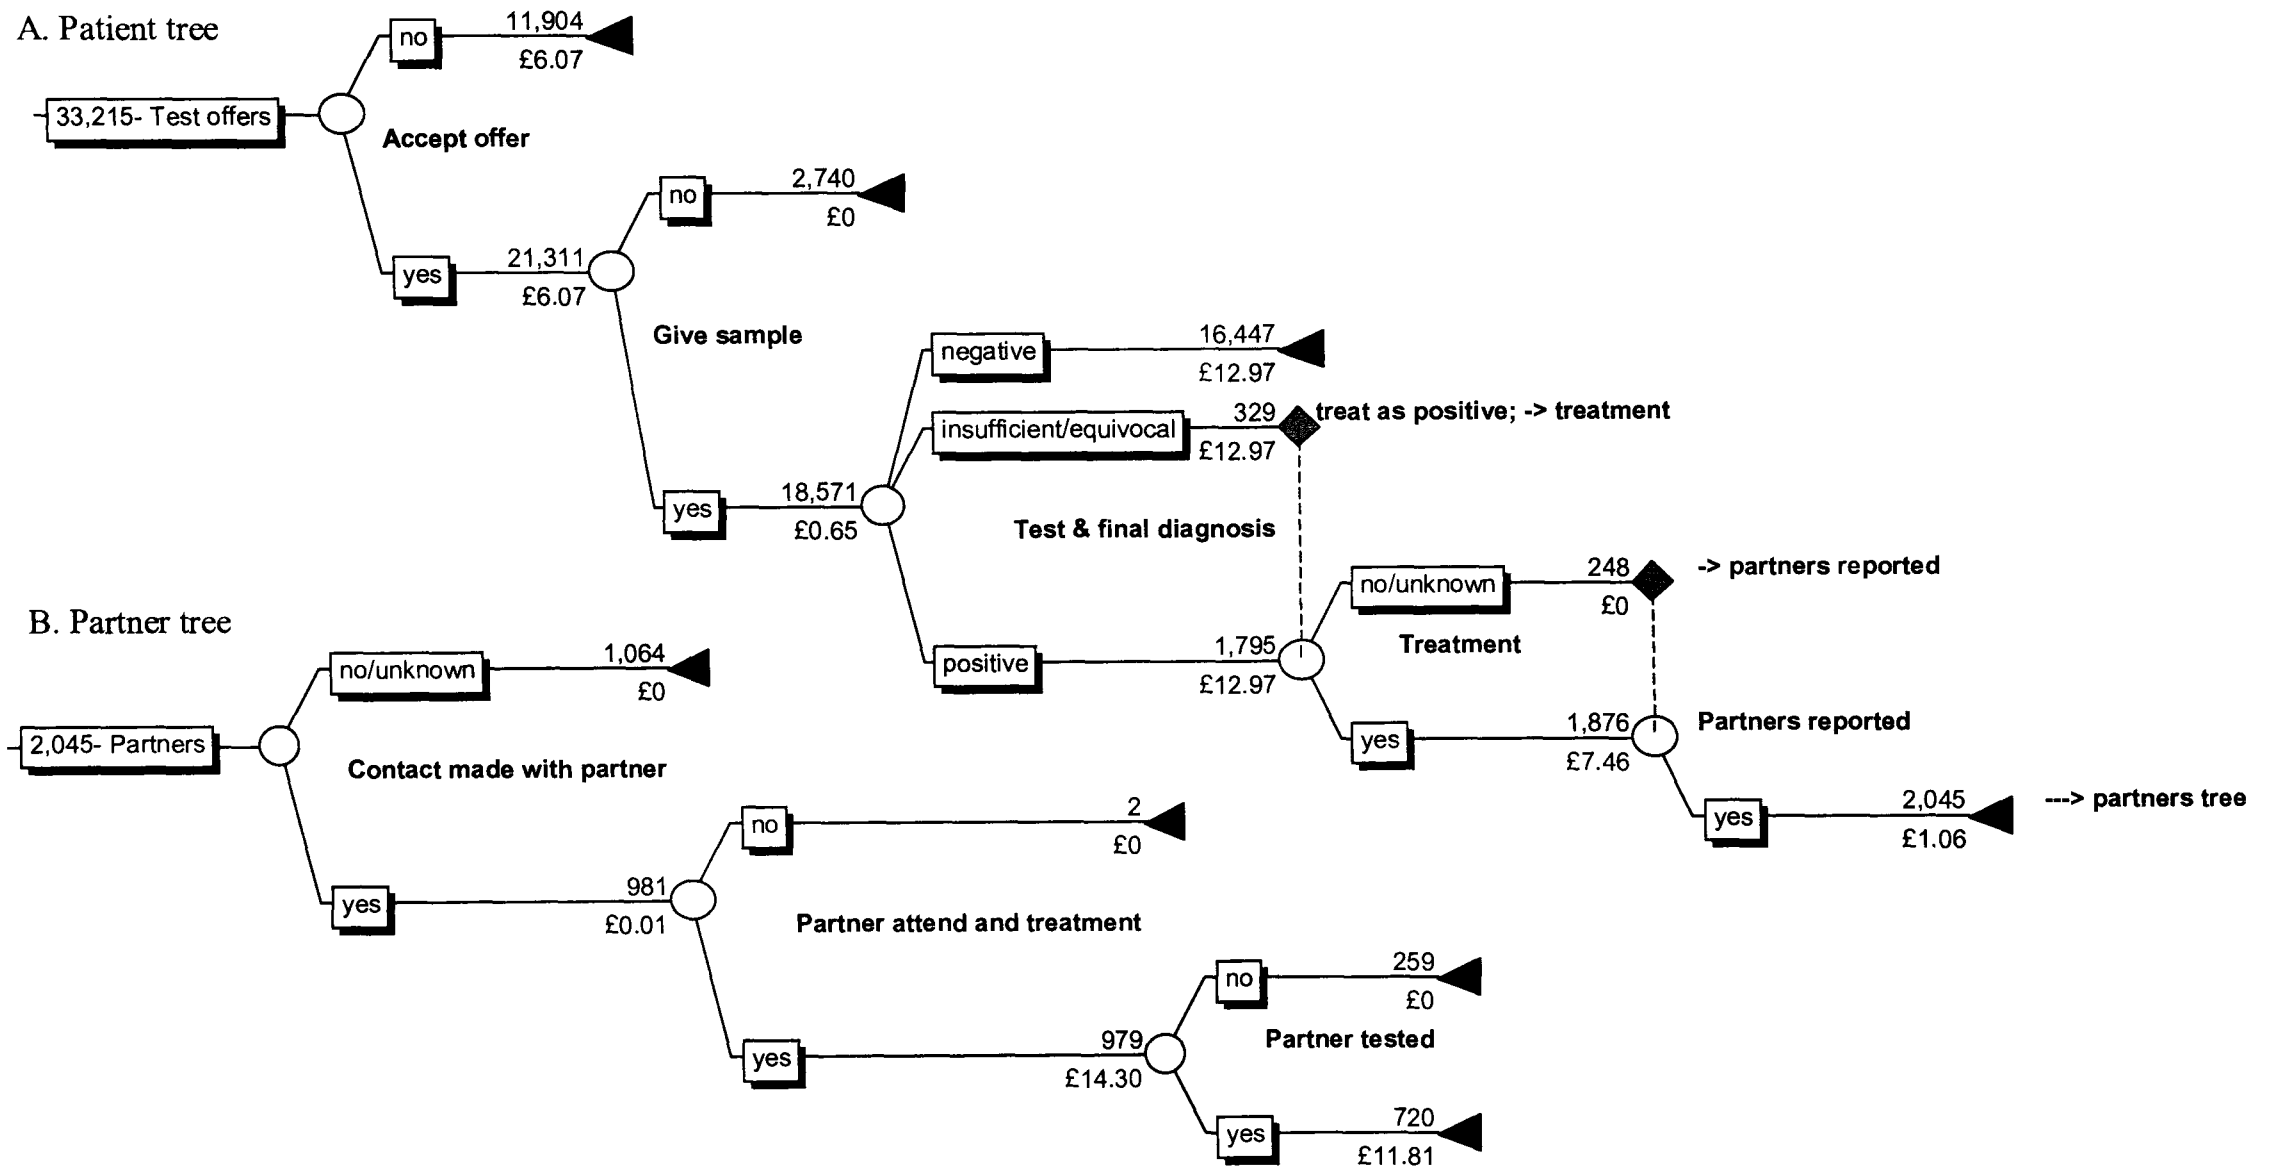 A. Patient tree
no
11,904
£6.07
33,215- Test offers
Accept offer
no
2,740
£0
yes
21,311
£6.07
Give sample
negative
16,447
£12.97
insufficient/equivocal
329
£12.97
treat as positive; -> treatment
yes
18,571
£0.65
Test & final diagnosis
no/unknown
248
£0
-> partners reported
positive
1,795
£12.97
Treatment
yes
1,876
£7.46
Partners reported
yes
2,045
£1.06
---> partners tree
B. Partner tree
no/unknown
1,064
£0
2,045- Partners
Contact made with partner
no
2
£0
yes
981
£0.01
Partner attend and treatment
no
259
£0
yes
979
£14.30
Partner tested
yes
720
£11.81